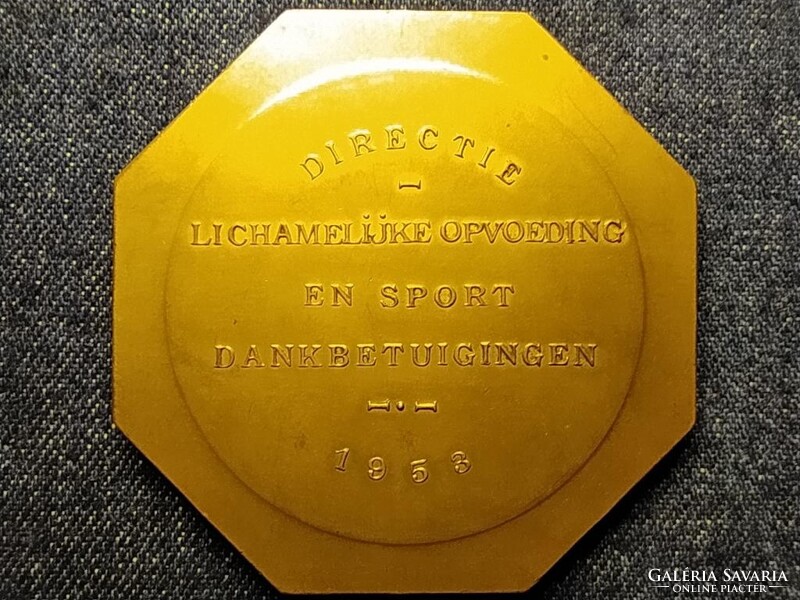 DIRECTIE
–
LICHAMELIJKE OPVOEDING
EN SPORT
DANKBETUIGINGEN
1953
GALÉRIA SAVARIA
ONLINE PIACTÉR